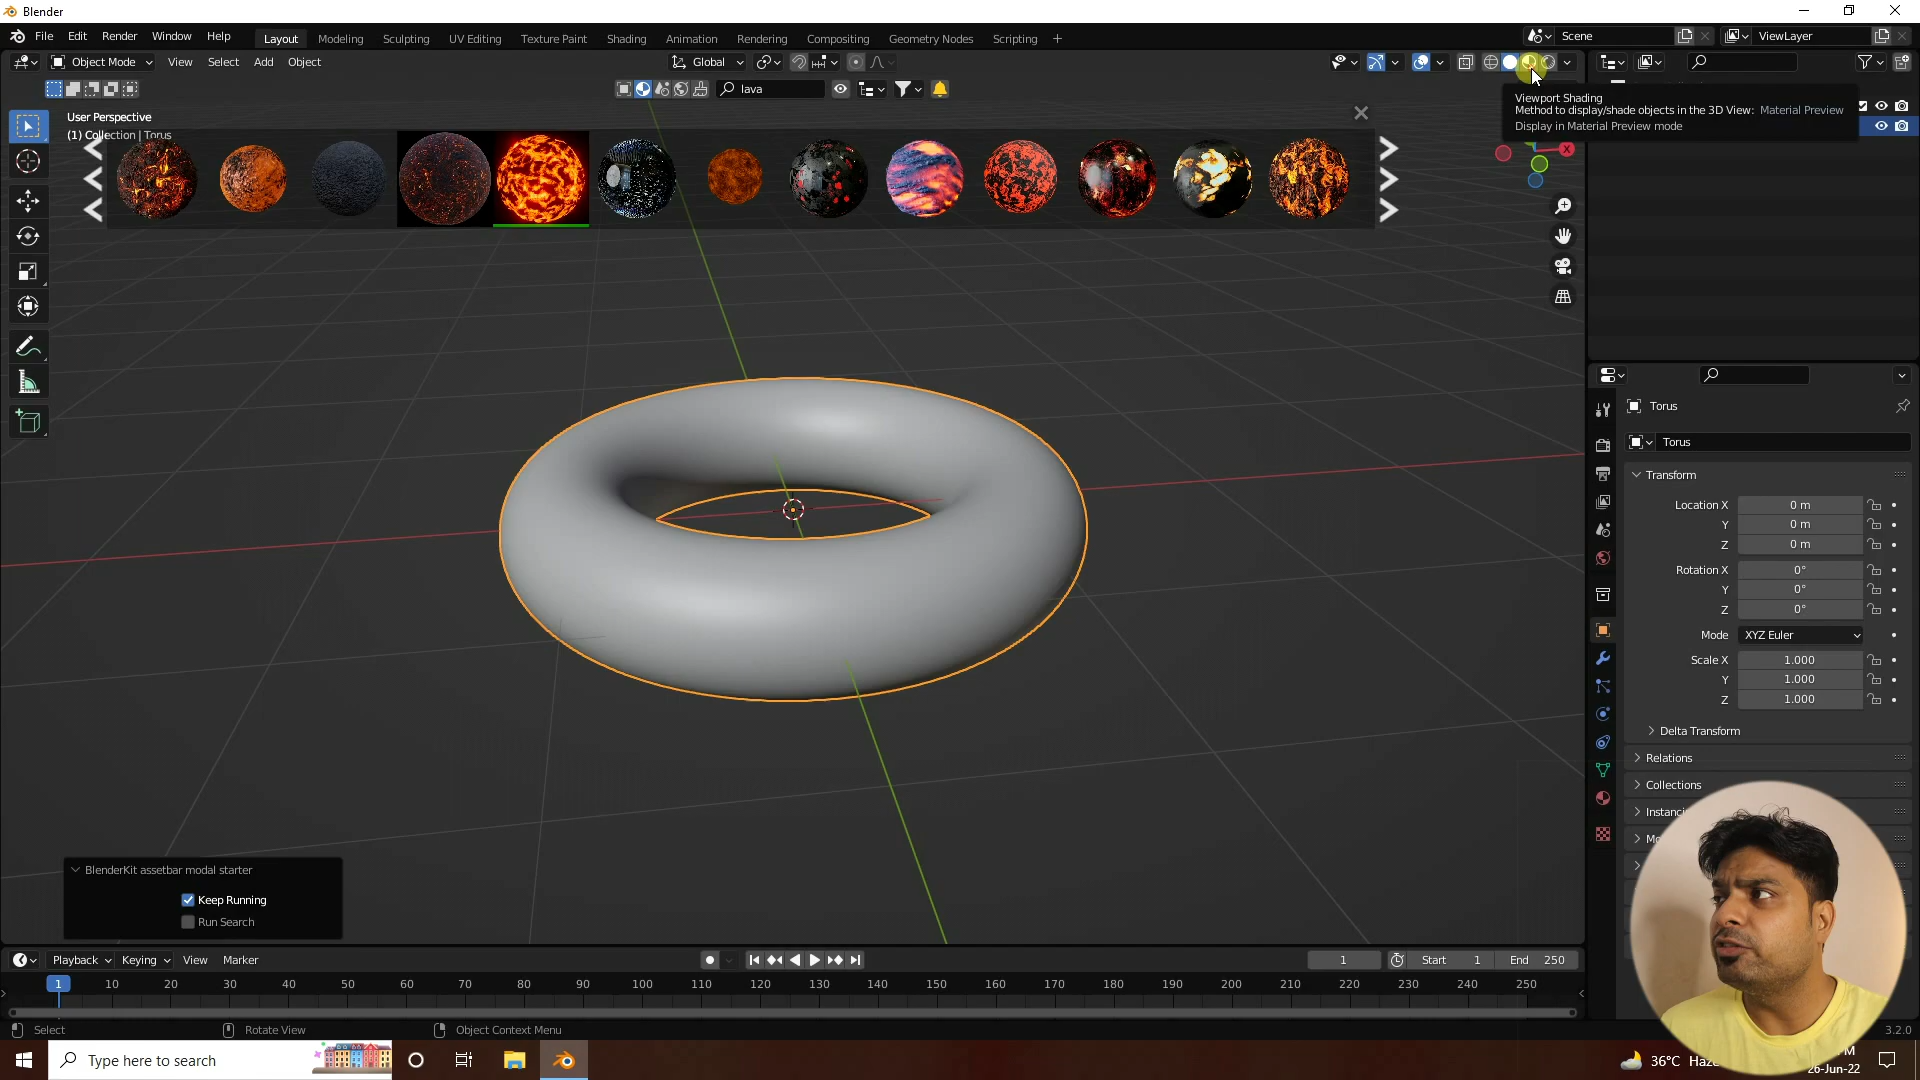 Blender
File Edit Render Window Help Layout Modeling Sculpting UV Editing Texture Paint Shading Animation Rendering Compositing Geometry Nodes Scripting Scene ViewLayer
Object Mode View Select Add Object Global
lava
User Perspective
(1) Collection | Torus
Viewport Shading
Method to display/shade objects in the 3D View: Material Preview
Display in Material Preview mode
X
Torus
Torus
Transform
Location X 0 m
Y 0 m
Z 0 m
Rotation X 0°
Y 0°
Z 0°
Mode XYZ Euler
Scale X 1.000
Y 1.000
Z 1.000
Delta Transform
Relations
Collections
BlenderKit assetbar modal starter
Keep Running
Run Search
Playback Keying View Marker 1 Start 1 End 250
1 10 20 30 40 50 60 70 80 90 100 110 120 130 140 150 160 170 180 190 200 210 220 230 240 250
Select Rotate View Object Context Menu 3.2.0
Type here to search 36°C
26-Jun-22